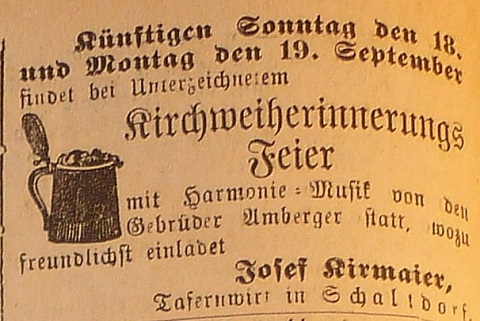 Künftigen Sonntag den 18.
und Montag den 19. September
findet bei Unterzeichnetem
Kirchweiherinnerungs
Feier
mit Harmonie-Musik von den
Gebrüder Amberger statt, wozu
freundlichst einladet
Josef Kirmaier,
Tafernwirt in Schaltdorf.